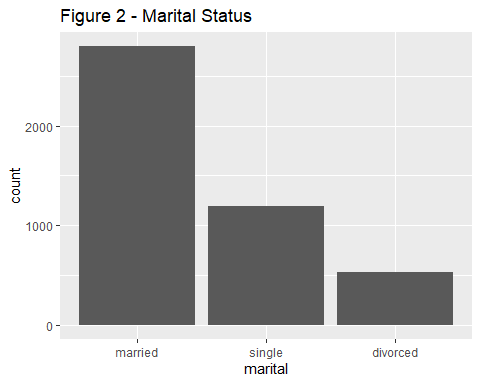 Figure 2 - Marital Status
count
2000
1000
0
married single divorced
marital